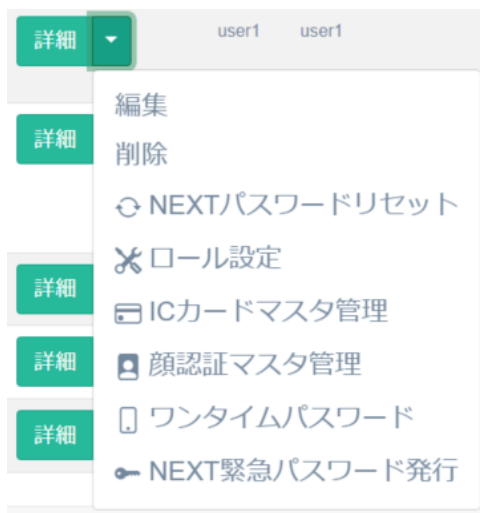 詳細 user1 user1
編集
詳細
削除
NEXTパスワードリセット
ロール設定
詳細
ICカードマスタ管理
詳細
顔認証マスタ管理
詳細
ワンタイムパスワード
NEXT緊急パスワード発行